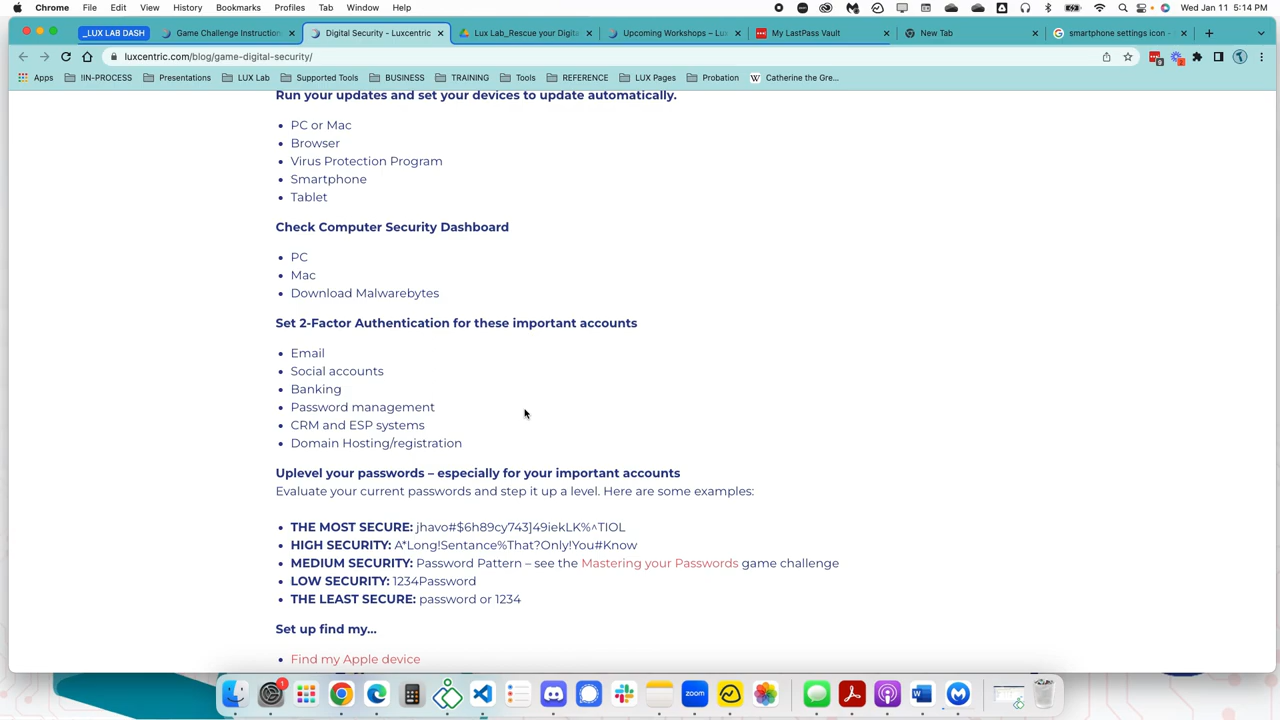 Chrome File Edit View History Bookmarks Profiles Tab Window Help Wed Jan 11 5:14 PM
_LUX LAB DASH Game Challenge Instruction Digital Security - Luxcentric Lux Lab_Rescue your Digita Upcoming Workshops – Lux My LastPass Vault New Tab smartphone settings icon -
luxcentric.com/blog/game-digital-security/
Apps !IN-PROCESS Presentations LUX Lab Supported Tools BUSINESS TRAINING Tools REFERENCE LUX Pages Probation Catherine the Gre...
Run your updates and set your devices to update automatically.
• PC or Mac
• Browser
• Virus Protection Program
• Smartphone
• Tablet
Check Computer Security Dashboard
• PC
• Mac
• Download Malwarebytes
Set 2-Factor Authentication for these important accounts
• Email
• Social accounts
• Banking
• Password management
• CRM and ESP systems
• Domain Hosting/registration
Uplevel your passwords – especially for your important accounts
Evaluate your current passwords and step it up a level. Here are some examples:
• THE MOST SECURE: jhavo#$6h89cy743]49iekLK%^TIOL
• HIGH SECURITY: A*Long!Sentance%That?Only!You#Know
• MEDIUM SECURITY: Password Pattern – see the Mastering your Passwords game challenge
• LOW SECURITY: 1234Password
• THE LEAST SECURE: password or 1234
Set up find my...
• Find my Apple device
1
zoom